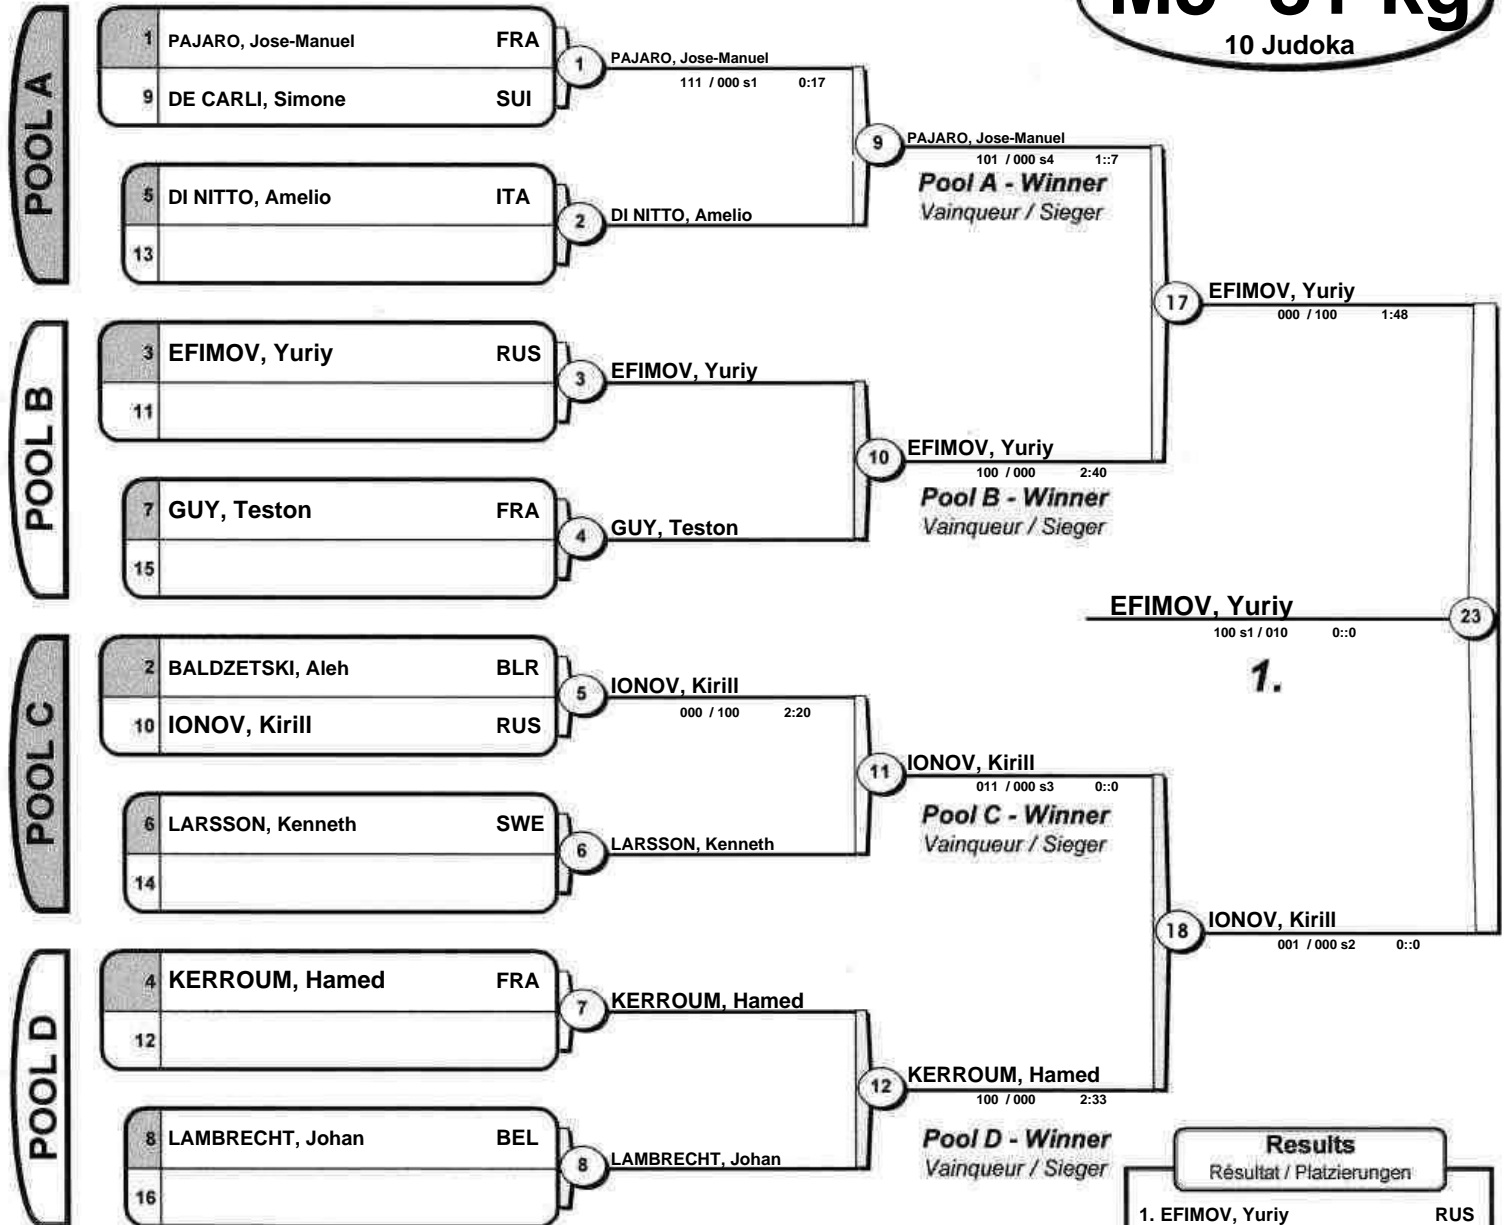 10 Judoka
POOL A
1 PAJARO, Jose-Manuel FRA
9 DE CARLI, Simone SUI
5 DI NITTO, Amelio ITA
13
1 PAJARO, Jose-Manuel
111 / 000 s1 0:17
2 DI NITTO, Amelio
9 PAJARO, Jose-Manuel
101 / 000 s4 1::7
Pool A - Winner
Vainqueur / Sieger
POOL B
3 EFIMOV, Yuriy RUS
11
7 GUY, Teston FRA
15
3 EFIMOV, Yuriy
4 GUY, Teston
10 EFIMOV, Yuriy
100 / 000 2:40
Pool B - Winner
Vainqueur / Sieger
17 EFIMOV, Yuriy
000 / 100 1:48
POOL C
2 BALDZETSKI, Aleh BLR
10 IONOV, Kirill RUS
6 LARSSON, Kenneth SWE
14
5 IONOV, Kirill
000 / 100 2:20
6 LARSSON, Kenneth
11 IONOV, Kirill
011 / 000 s3 0::0
Pool C - Winner
Vainqueur / Sieger
POOL D
4 KERROUM, Hamed FRA
12
8 LAMBRECHT, Johan BEL
16
7 KERROUM, Hamed
8 LAMBRECHT, Johan
12 KERROUM, Hamed
100 / 000 2:33
Pool D - Winner
Vainqueur / Sieger
18 IONOV, Kirill
001 / 000 s2 0::0
EFIMOV, Yuriy 23
100 s1 / 010 0::0
1.
Results
Résultat / Platzierungen
1. EFIMOV, Yuriy RUS